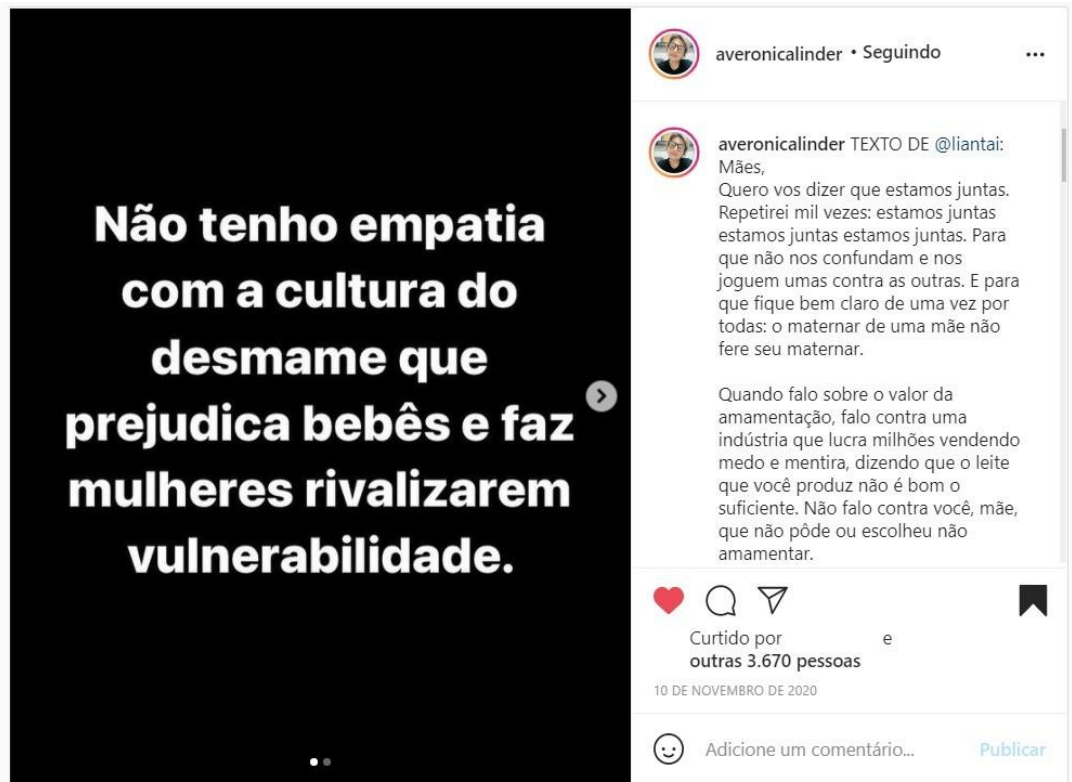 Não tenho empatia
com a cultura do
desmame que
prejudica bebês e faz
mulheres rivalizarem
vulnerabilidade.
averonicalinder • Seguindo
averonicalinder TEXTO DE @liantai:
Mães,
Quero vos dizer que estamos juntas.
Repetirei mil vezes: estamos juntas
estamos juntas estamos juntas. Para
que não nos confundam e nos
joguem umas contra as outras. E para
que fique bem claro de uma vez por
todas: o maternar de uma mãe não
fere seu maternar.
Quando falo sobre o valor da
amamentação, falo contra uma
indústria que lucra milhões vendendo
medo e mentira, dizendo que o leite
que você produz não é bom o
suficiente. Não falo contra você, mãe,
que não pôde ou escolheu não
amamentar.
Curtido por e
outras 3.670 pessoas
10 DE NOVEMBRO DE 2020
Adicione um comentário... Publicar